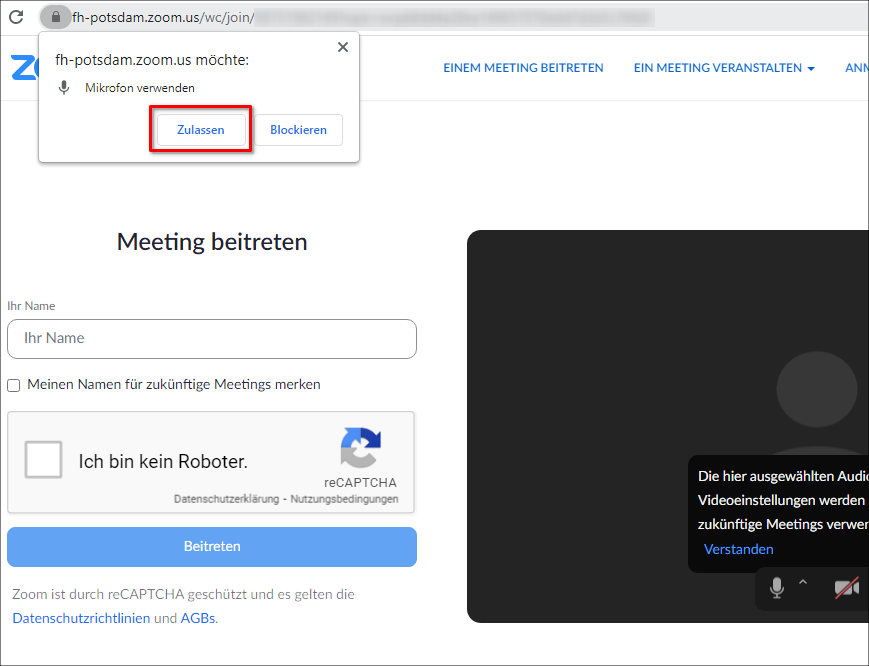 fh-potsdam.zoom.us/wc/join/
fh-potsdam.zoom.us möchte:
Mikrofon verwenden
Zulassen
Blockieren
EINEM MEETING BEITRETEN
EIN MEETING VERANSTALTEN
Meeting beitreten
Ihr Name
Ihr Name
Meinen Namen für zukünftige Meetings merken
Ich bin kein Roboter.
reCAPTCHA
Datenschutzerklärung - Nutzungsbedingungen
Beitreten
Zoom ist durch reCAPTCHA geschützt und es gelten die
Datenschutzrichtlinien und AGBs.
Die hier ausgewählten
Videoeinstellungen werden
zukünftige Meetings
Verstanden